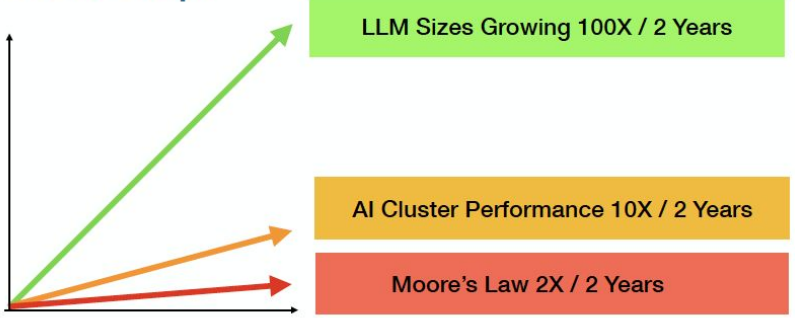 LLM Sizes Growing 100X / 2 Years
AI Cluster Performance 10X / 2 Years
Moore’s Law 2X / 2 Years